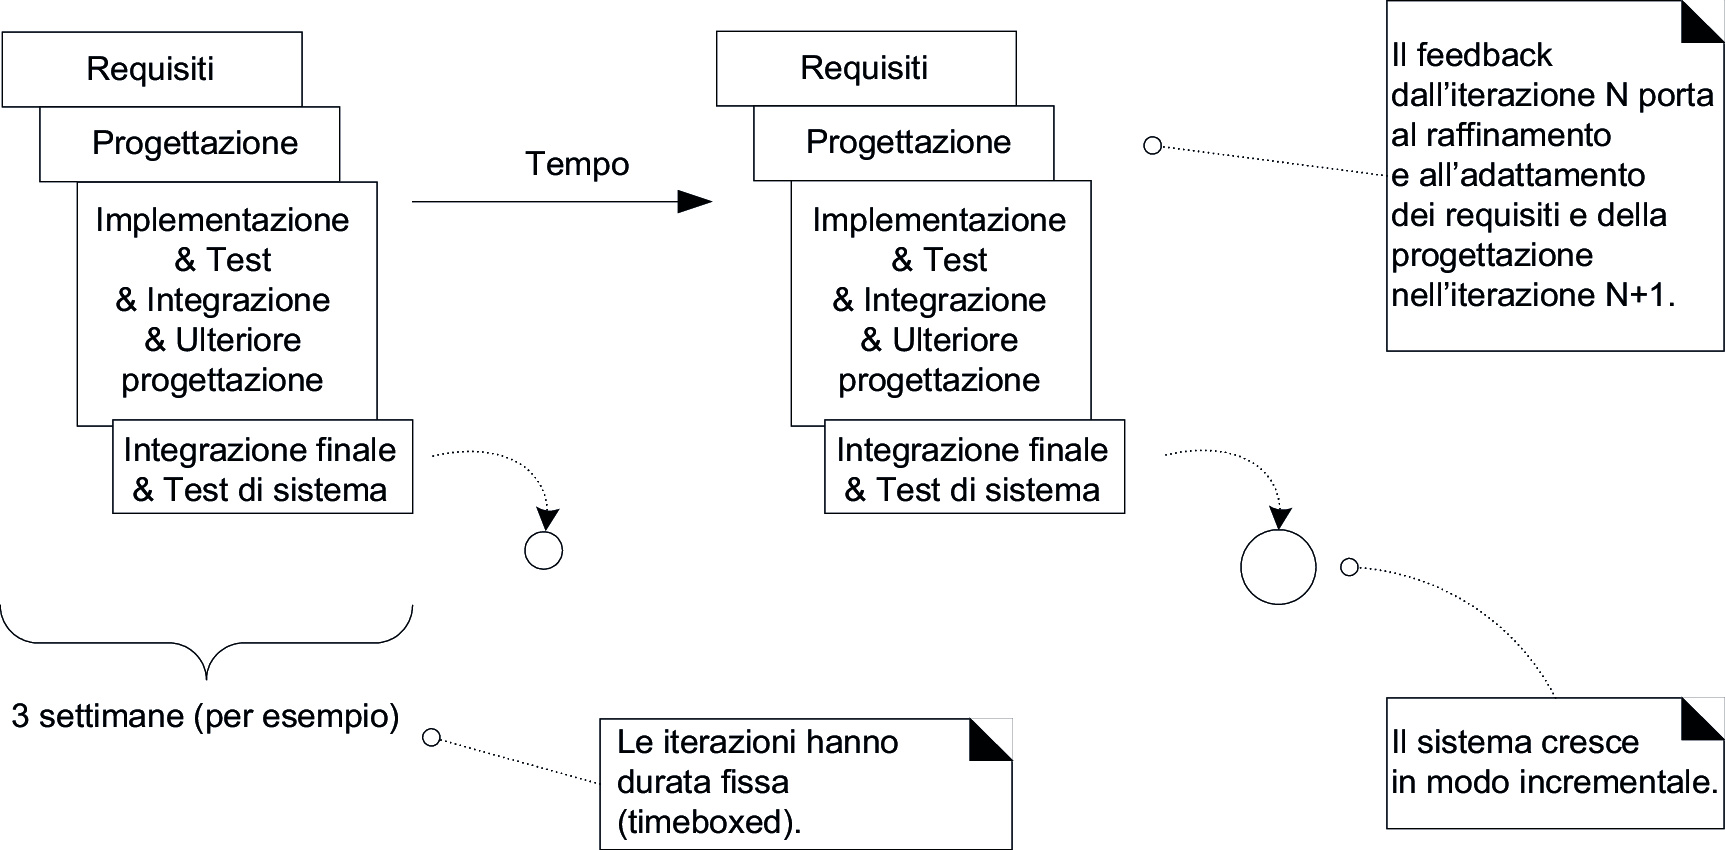 Requisiti
Progettazione
Implementazione
& Test
& Integrazione
& Ulteriore
progettazione
Integrazione finale
& Test di sistema
Tempo
Requisiti
Progettazione
Implementazione
& Test
& Integrazione
& Ulteriore
progettazione
Integrazione finale
& Test di sistema
Il feedback
dall’iterazione N porta
al raffinamento
e all’adattamento
dei requisiti e della
progettazione
nell’iterazione N+1.
3 settimane (per esempio)
Le iterazioni hanno
durata fissa
(timeboxed).
Il sistema cresce
in modo incrementale.